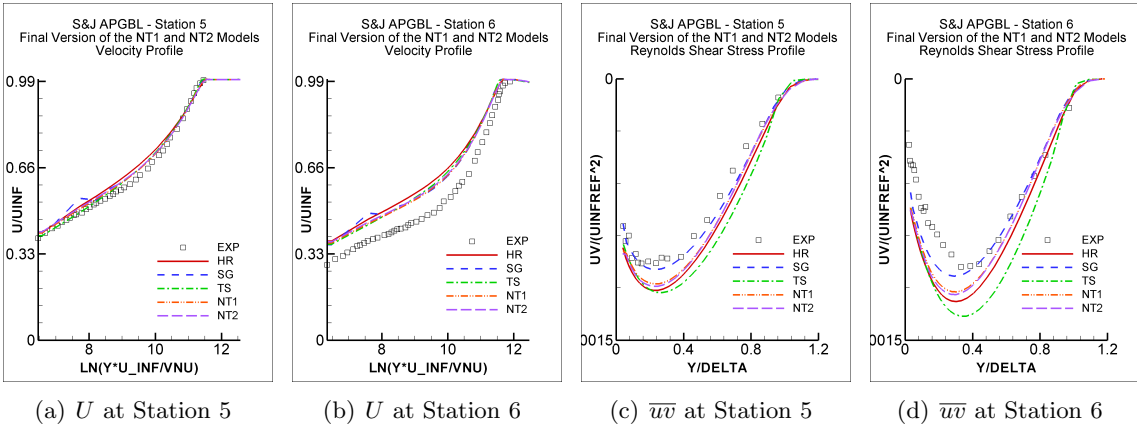 S&J APGBL - Station 5
Final Version of the NT1 and NT2 Models
Velocity Profile
0.99
0.66
0.33
0
U/UINF
EXP
HR
SG
TS
NT1
NT2
8
10
12
LN(Y*U_INF/VNU)
(a) U at Station 5
S&J APGBL - Station 6
Final Version of the NT1 and NT2 Models
Velocity Profile
0.99
0.66
0.33
0
U/UINF
EXP
HR
SG
TS
NT1
NT2
8
10
12
LN(Y*U_INF/VNU)
(b) U at Station 6
S&J APGBL - Station 5
Final Version of the NT1 and NT2 Models
Reynolds Shear Stress Profile
0
0015
UV/(UINFREF^2)
EXP
HR
SG
TS
NT1
NT2
0
0.4
0.8
1.2
Y/DELTA
(c) u̅v̅ at Station 5
S&J APGBL - Station 6
Final Version of the NT1 and NT2 Models
Reynolds Shear Stress Profile
0
0015
UV/(UINFREF^2)
EXP
HR
SG
TS
NT1
NT2
0
0.4
0.8
1.2
Y/DELTA
(d) u̅v̅ at Station 6